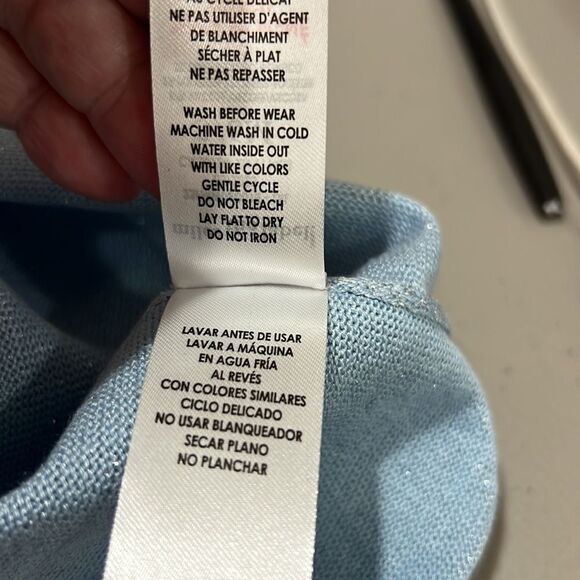 AU CYCLE DÉLICAT
NE PAS UTILISER D'AGENT
DE BLANCHIMENT
SÉCHER À PLAT
NE PAS REPASSER
WASH BEFORE WEAR
MACHINE WASH IN COLD
WATER INSIDE OUT
WITH LIKE COLORS
GENTLE CYCLE
DO NOT BLEACH
LAY FLAT TO DRY
DO NOT IRON
LAVAR ANTES DE USAR
LAVAR A MÁQUINA
EN AGUA FRÍA
AL REVÉS
CON COLORES SIMILARES
CICLO DELICADO
NO USAR BLANQUEADOR
SECAR PLANO
NO PLANCHAR